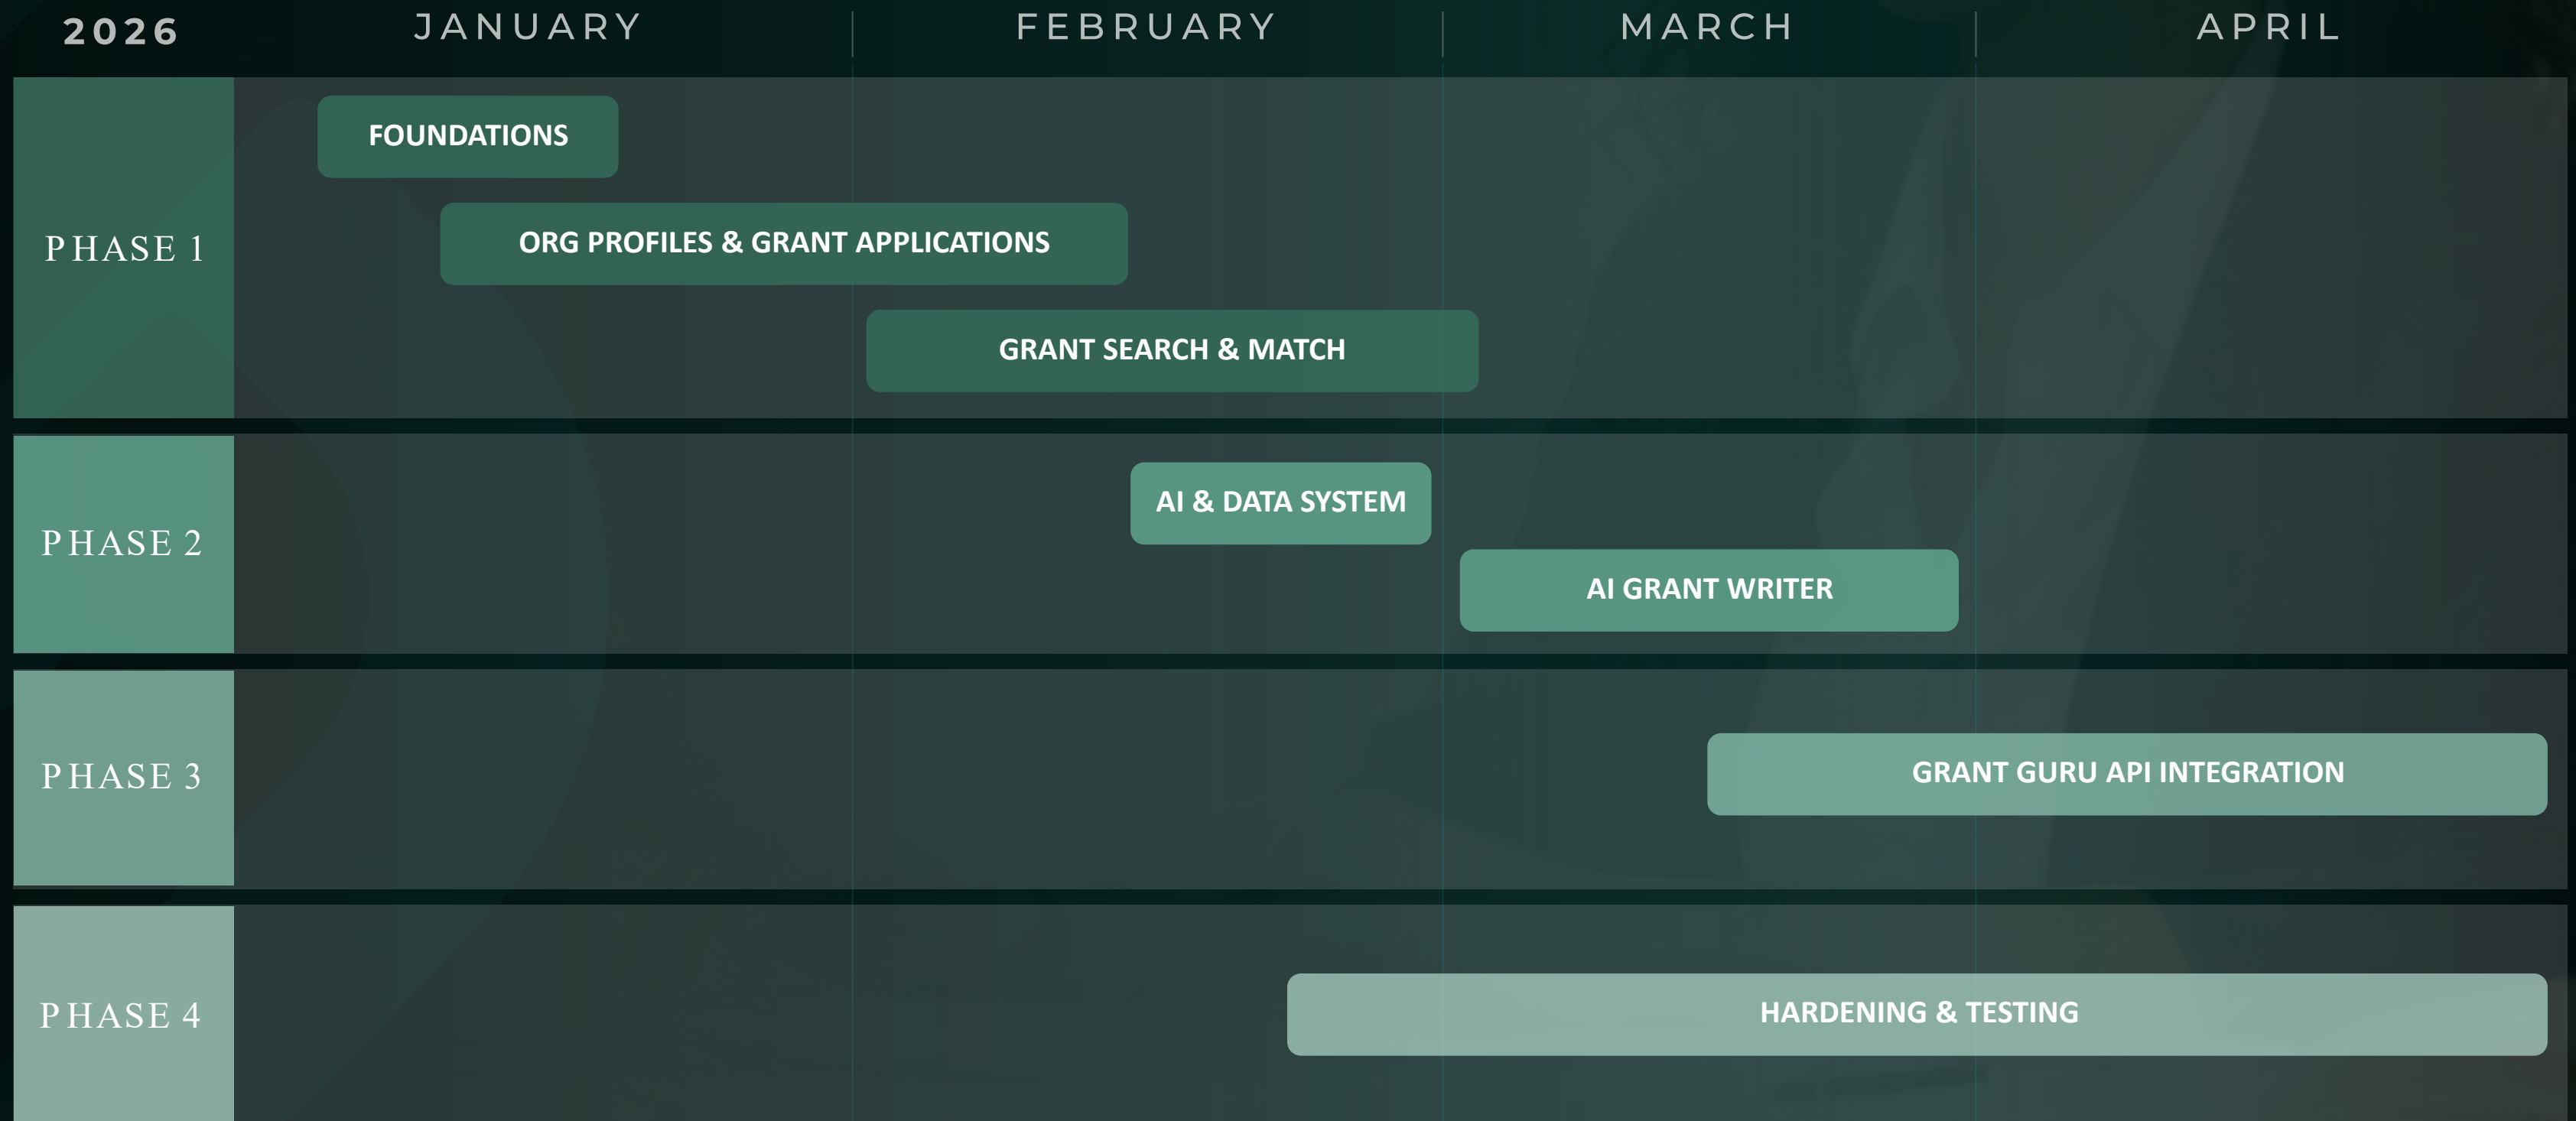 2026 JANUARY FEBRUARY MARCH APRIL
PHASE 1
FOUNDATIONS
ORG PROFILES & GRANT APPLICATIONS
GRANT SEARCH & MATCH
PHASE 2
AI & DATA SYSTEM
AI GRANT WRITER
PHASE 3
GRANT GURU API INTEGRATION
PHASE 4
HARDENING & TESTING